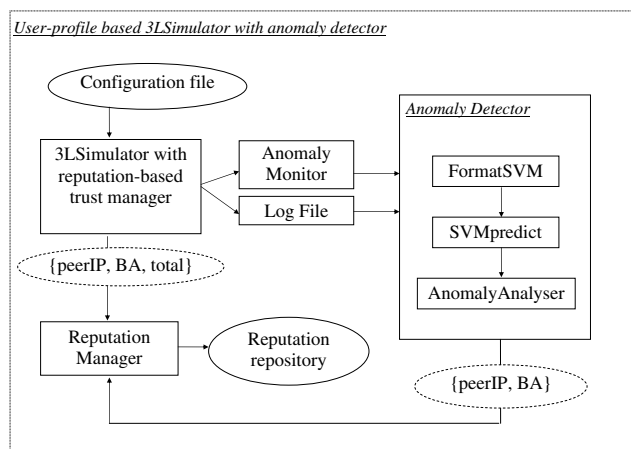 User-profile based 3LSimulator with anomaly detector
Configuration file
3LSimulator with
reputation-based
trust manager
Anomaly
Monitor
Log File
Anomaly Detector
FormatSVM
SVMpredict
AnomalyAnalyser
{peerIP, BA, total}
Reputation
Manager
Reputation
repository
{peerIP, BA}